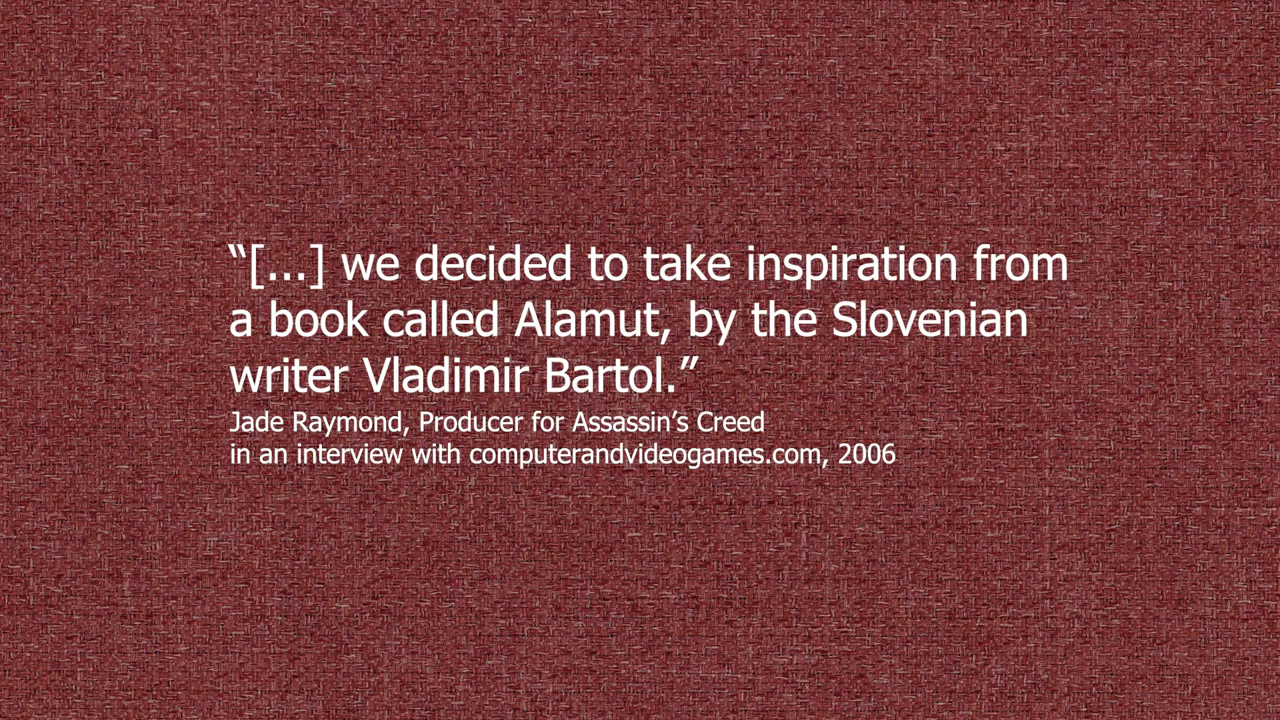 “[...] we decided to take inspiration from
a book called Alamut, by the Slovenian
writer Vladimir Bartol.”
Jade Raymond, Producer for Assassin’s Creed
in an interview with computerandvideogames.com, 2006